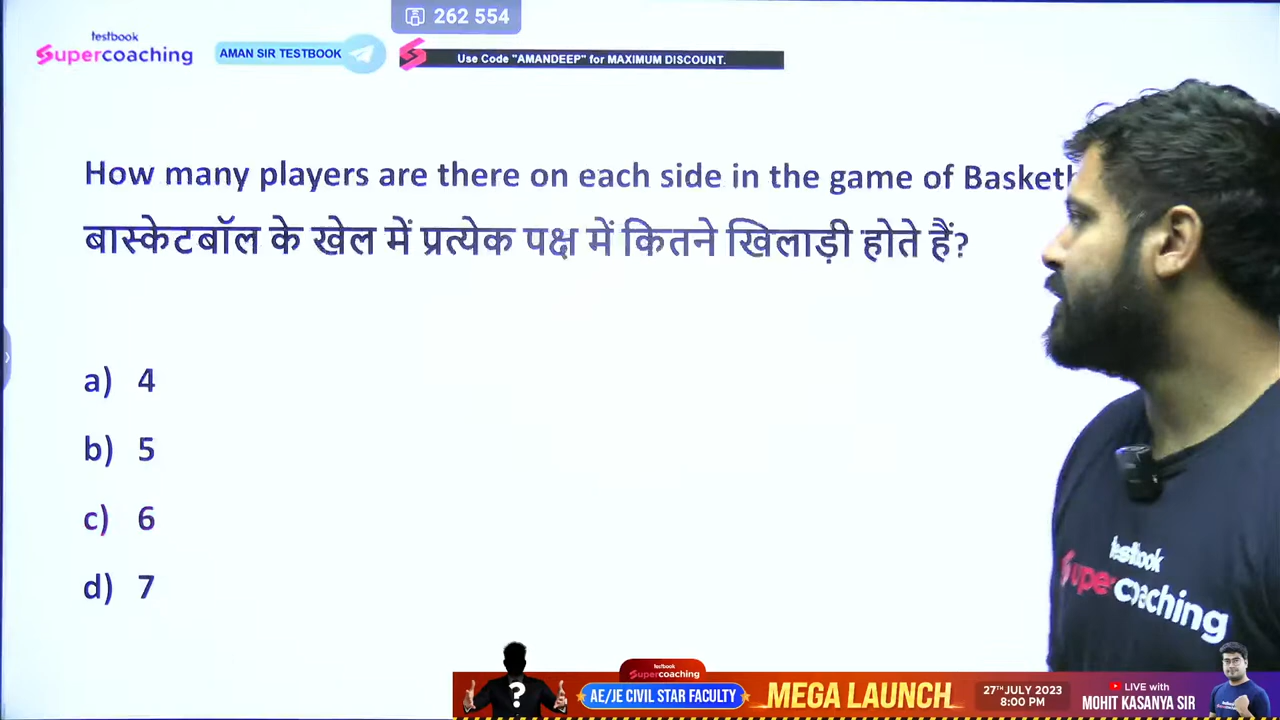 262 554
testbook
Supercoaching
AMAN SIR TESTBOOK
Use Code "AMANDEEP" for MAXIMUM DISCOUNT.
How many players are there on each side in the game of
बास्केटबॉल के खेल में प्रत्येक पक्ष में कितने खिलाड़ी होते हैं?
a) 4
b) 5
c) 6
d) 7
testbook
Supercoaching
testbook
Supercoaching
AE/JE CIVIL STAR FACULTY
MEGA LAUNCH
27TH JULY 2023
8:00 PM
LIVE with
MOHIT KASANYA SIR
?